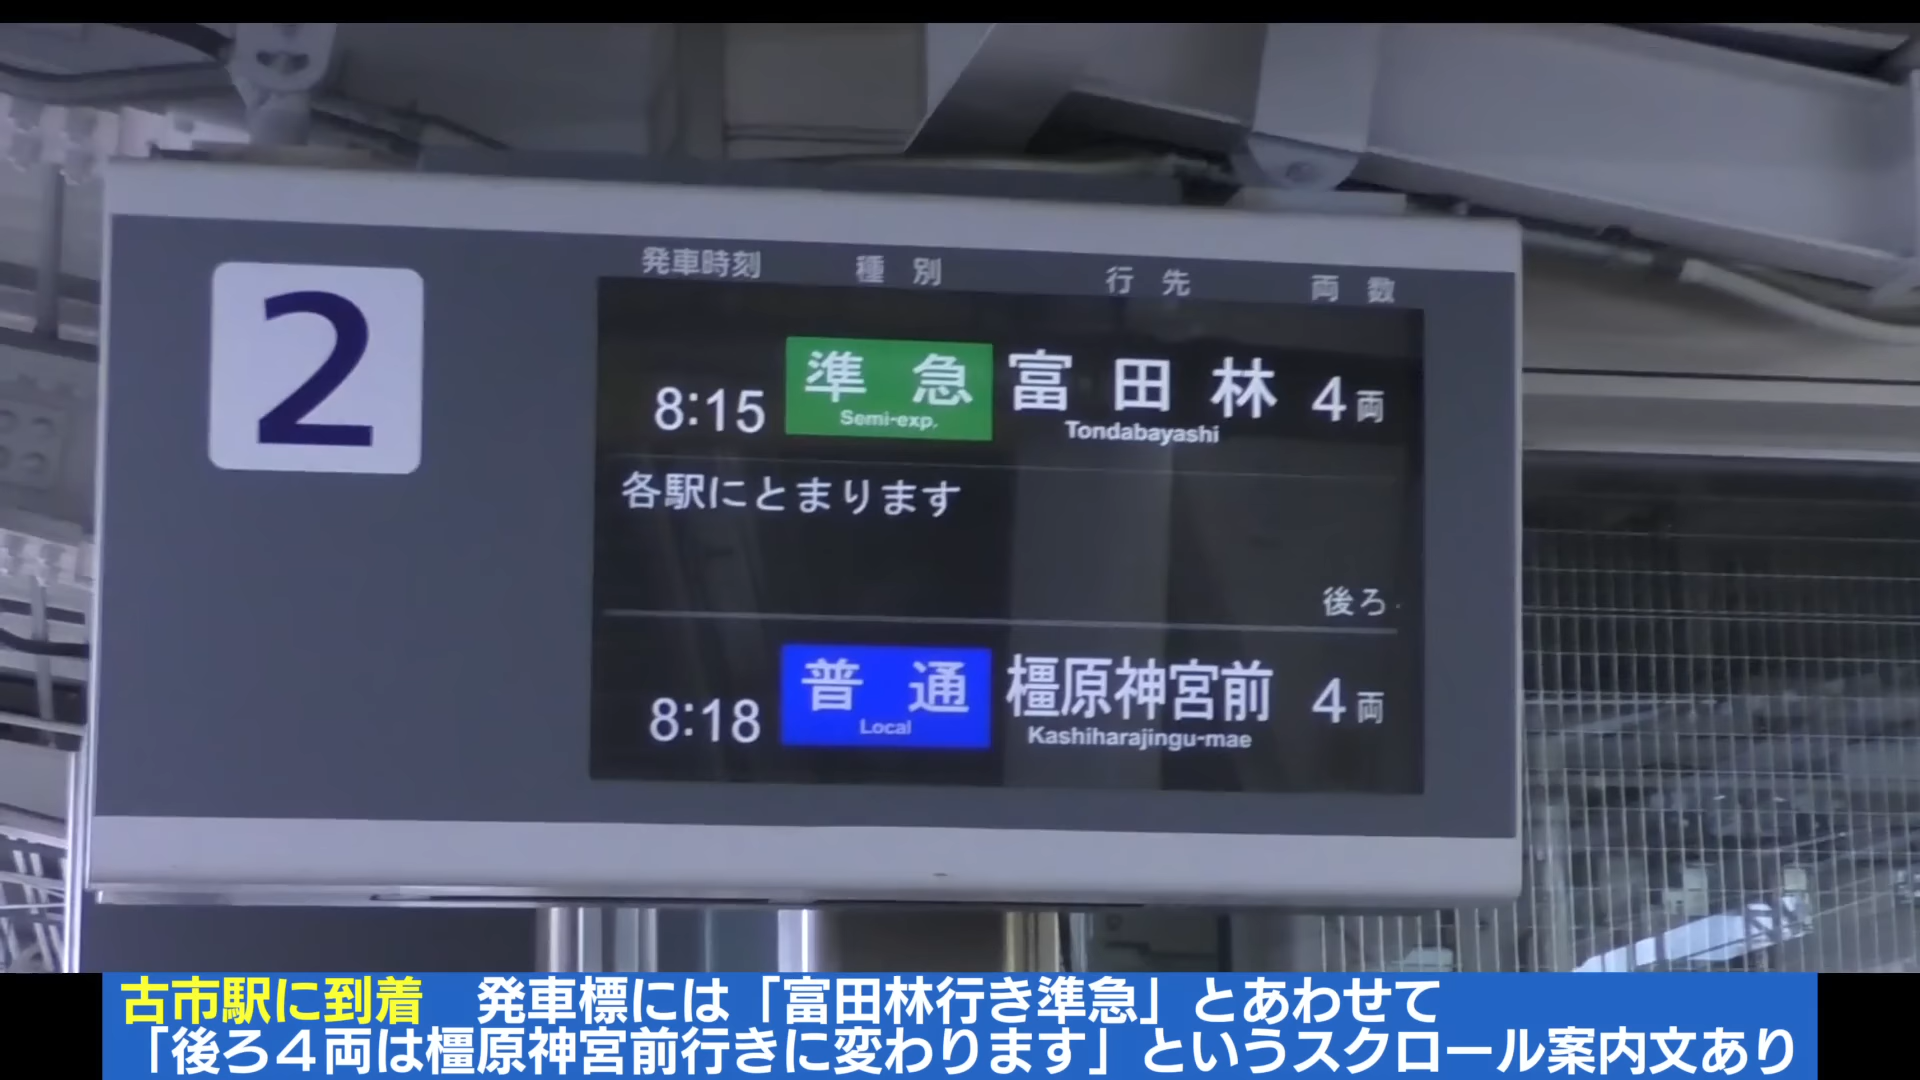 2
発車時刻 種別 行先 両数
8:15 準急 富田林 4両
Semi-exp. Tondabayashi
各駅にとまります
後ろ
8:18 普通 橿原神宮前 4両
Local Kashiharajingu-mae
古市駅に到着 発車標には「富田林行き準急」とあわせて
「後ろ４両は橿原神宮前行きに変わります」というスクロール案内文あり